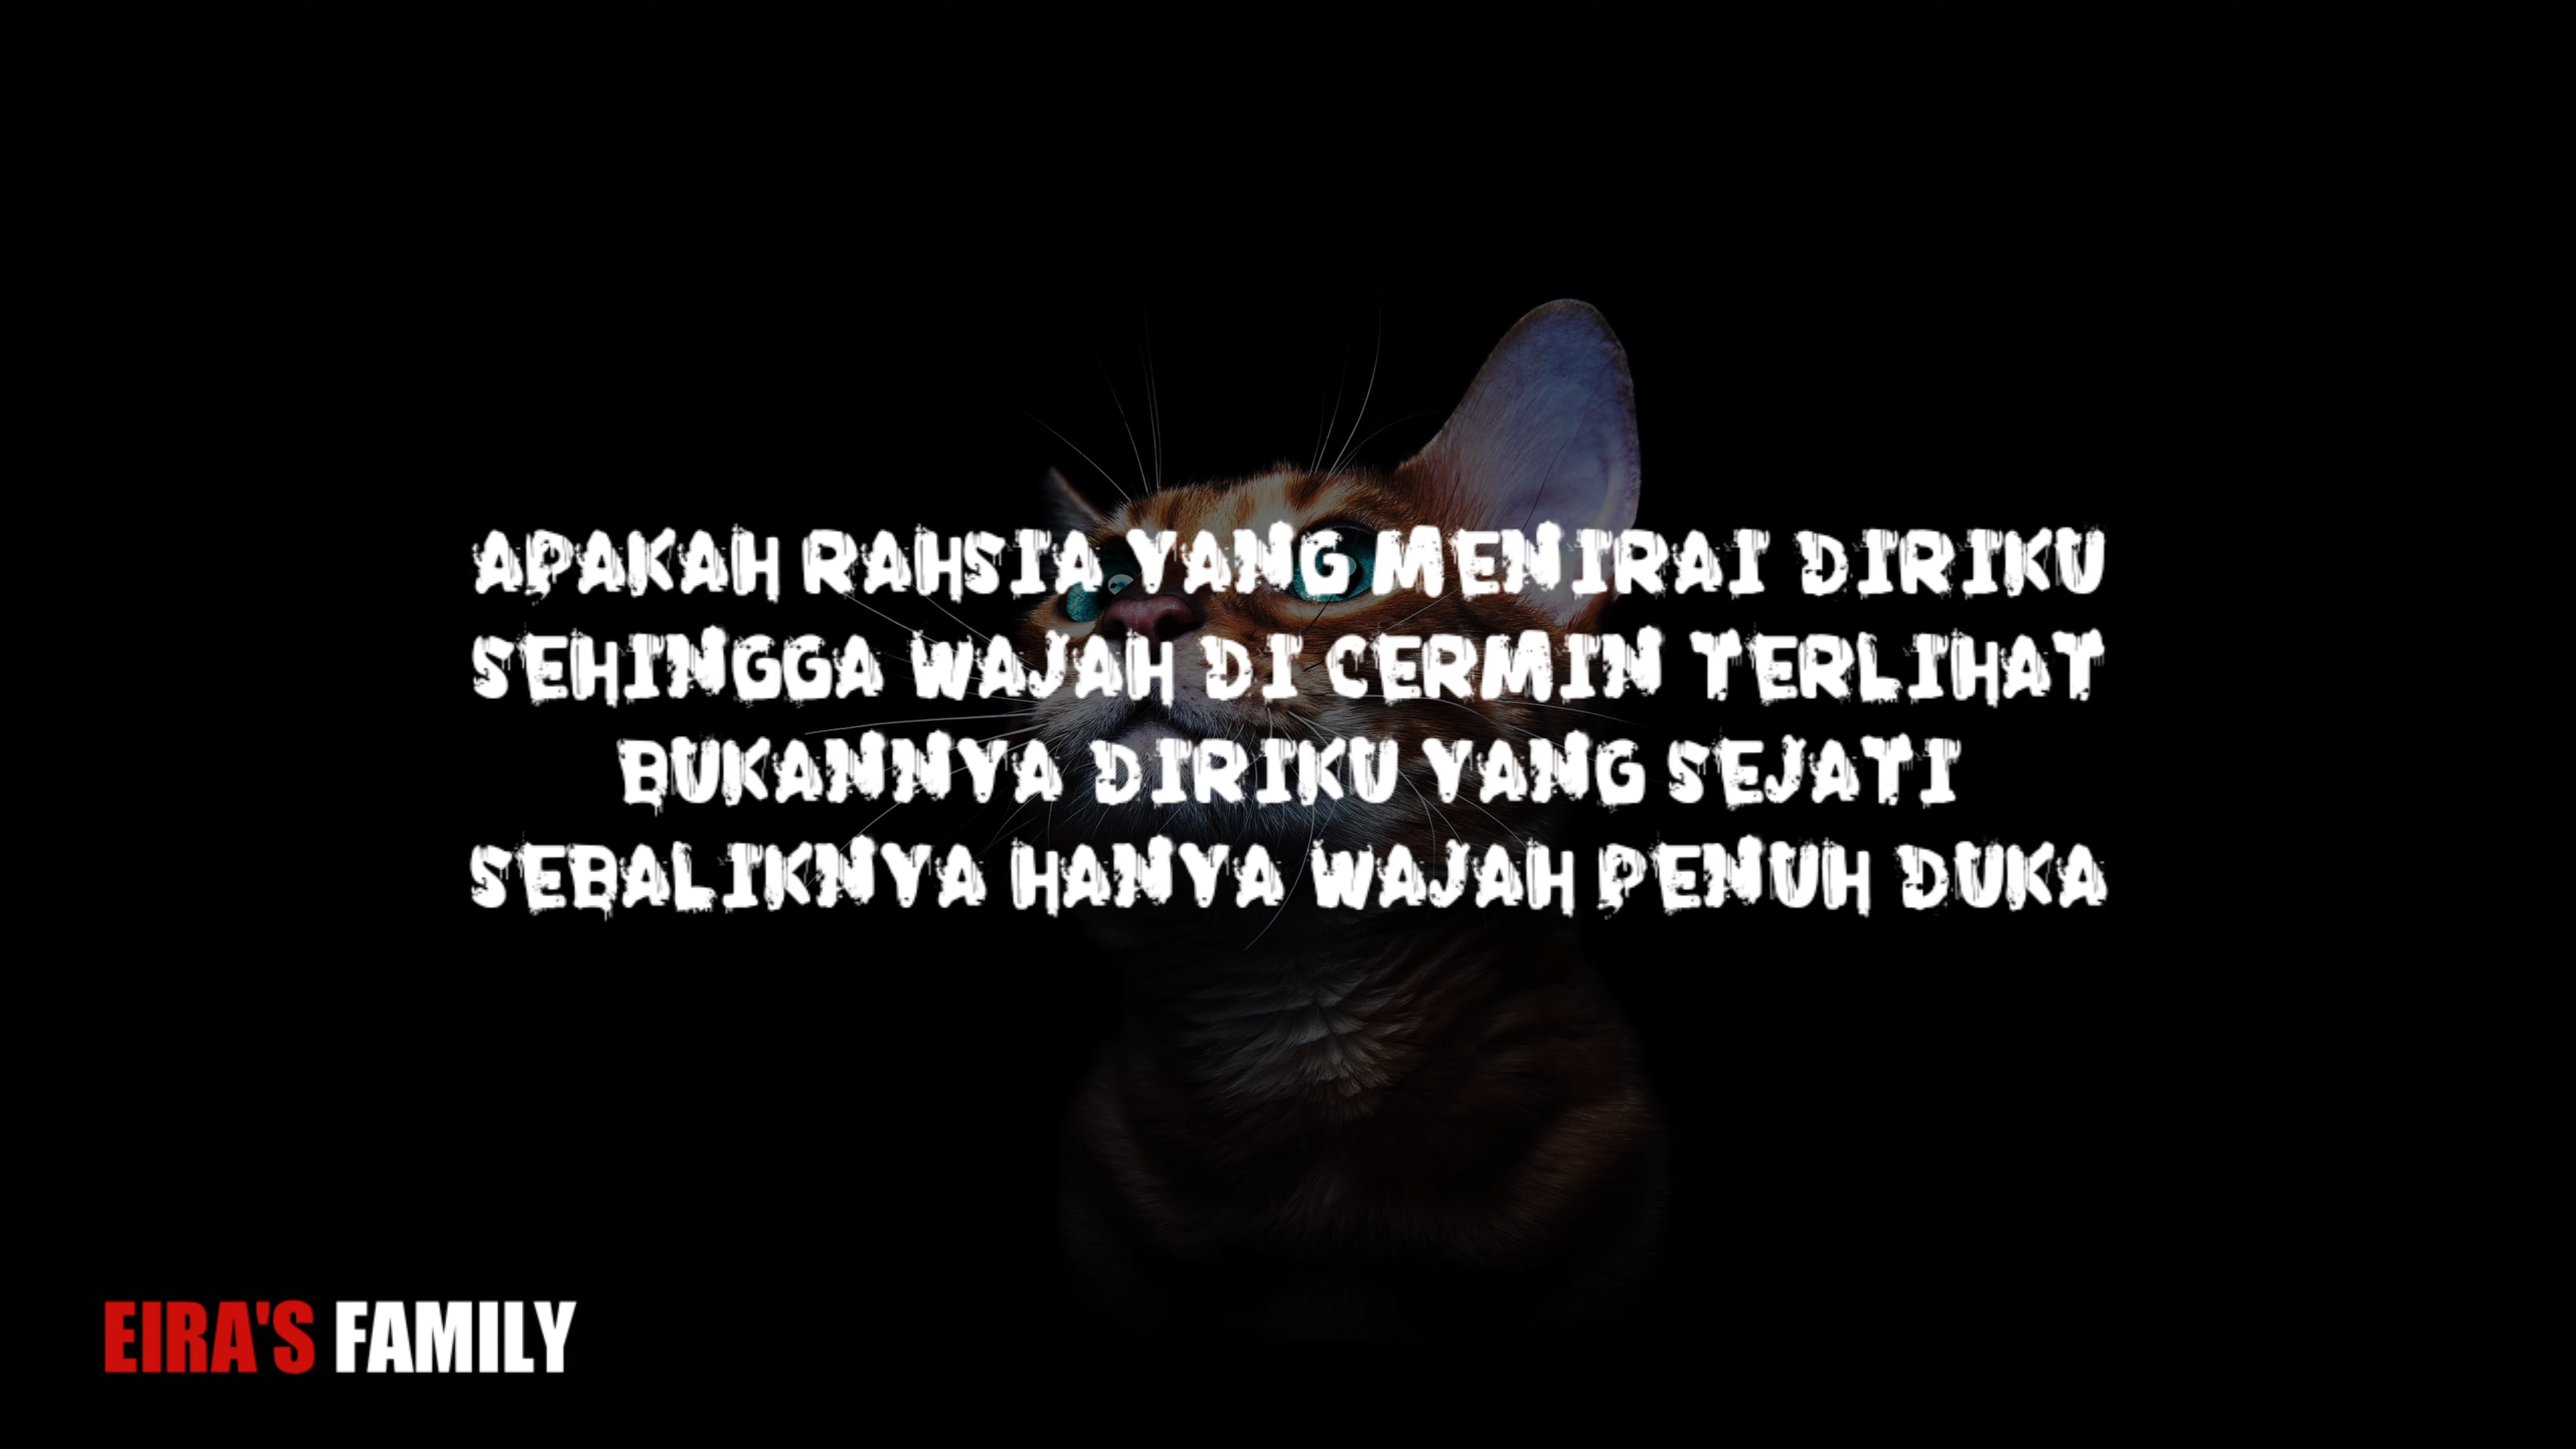 APAKAH RAHSIA YANG MENIRAI DIRIKU
SEHINGGA WAJAH DI CERMIN TERLIHAT
BUKANNYA DIRIKU YANG SEJATI
SEBALIKNYA HANYA WAJAH PENUH DUKA
EIRA'S FAMILY